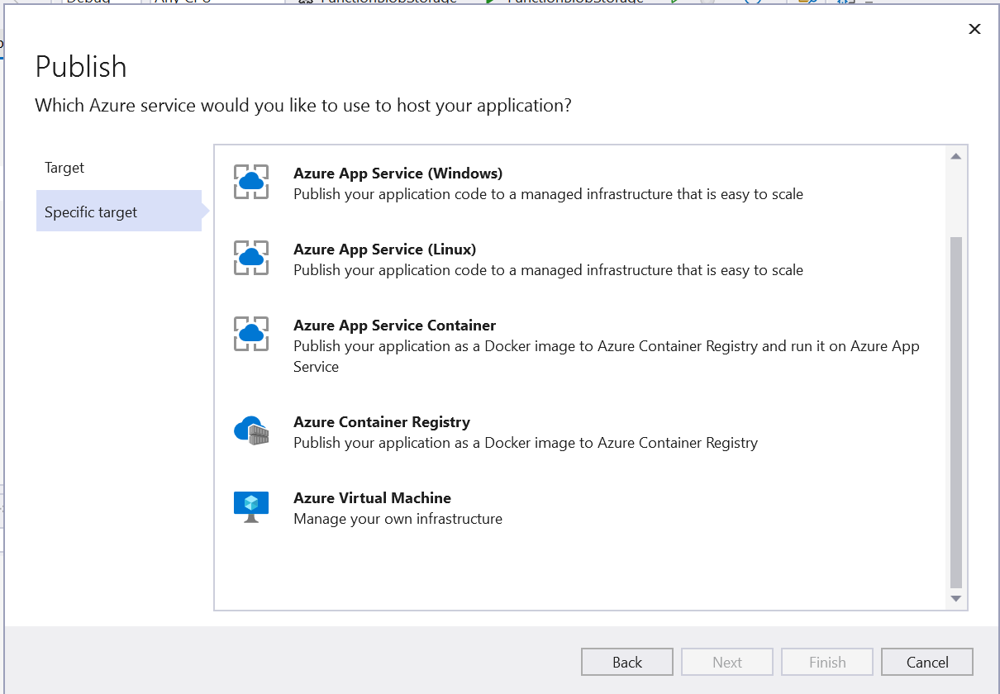 Publish
Which Azure service would you like to use to host your application?
Target
Specific target
Azure App Service (Windows)
Publish your application code to a managed infrastructure that is easy to scale
Azure App Service (Linux)
Publish your application code to a managed infrastructure that is easy to scale
Azure App Service Container
Publish your application as a Docker image to Azure Container Registry and run it on Azure App
Service
Azure Container Registry
Publish your application as a Docker image to Azure Container Registry
Azure Virtual Machine
Manage your own infrastructure
Back Next Finish Cancel